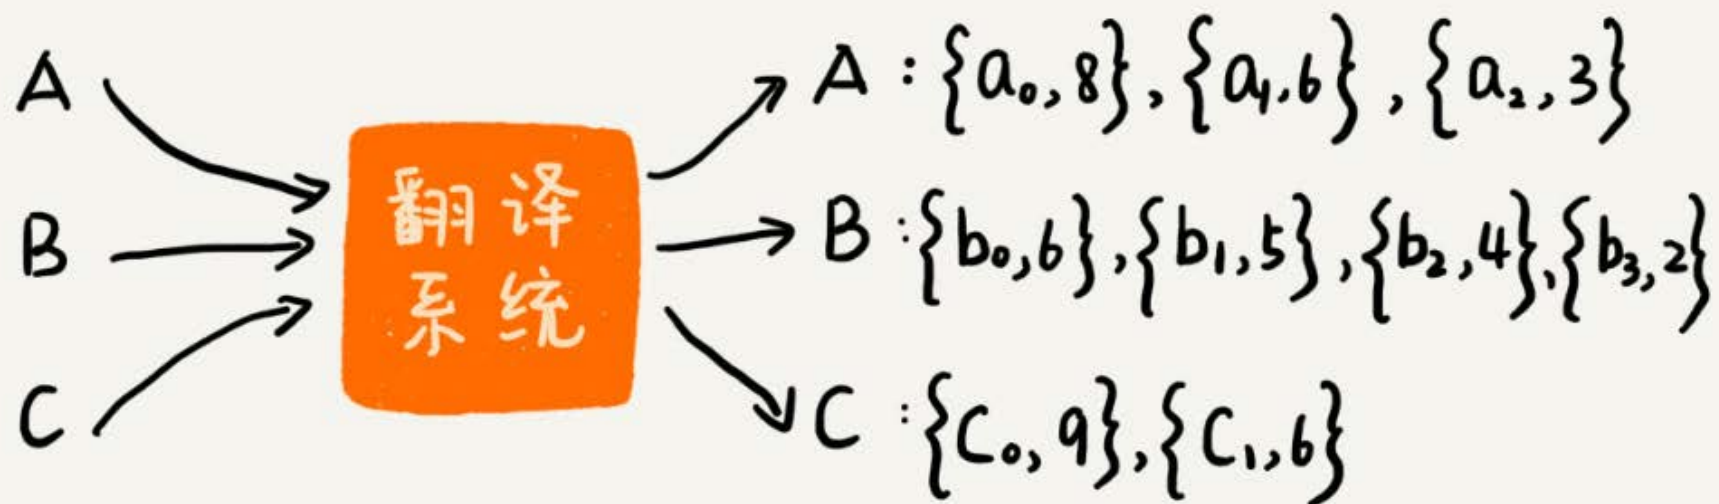 A
B
C
翻译
系统
A : {a₀,8}, {a₁,6}, {a₂,3}
B : {b₀,6}, {b₁,5}, {b₂,4}, {b₃,2}
C : {C₀,9}, {C₁,6}